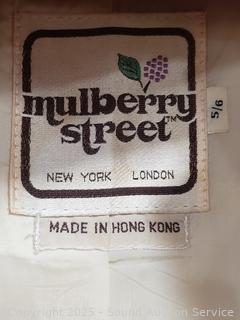 mulberry
street™
NEW YORK LONDON
5/6
MADE IN HONG KONG
Copyright 2025 - Sound Auction Service